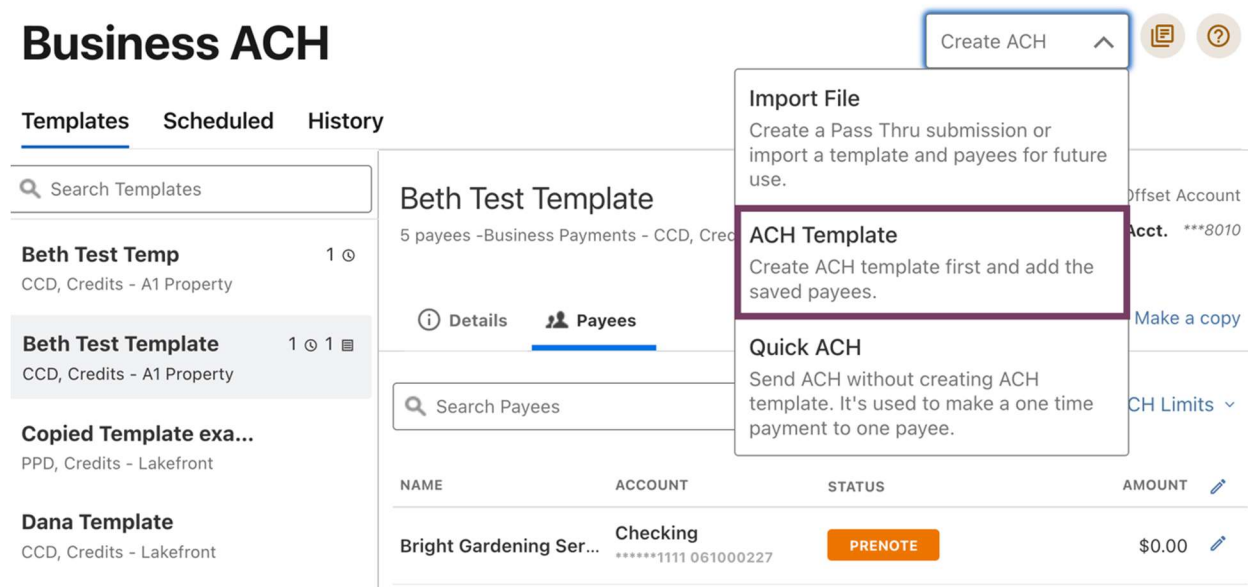 Business ACH
Create ACH
Templates Scheduled History
Import File
Create a Pass Thru submission or
import a template and payees for future
use.
ACH Template
Create ACH template first and add the
saved payees.
Quick ACH
Send ACH without creating ACH
template. It's used to make a one time
payment to one payee.
Search Templates
Beth Test Temp 1
CCD, Credits - A1 Property
Beth Test Template 1 1
CCD, Credits - A1 Property
Copied Template exa...
PPD, Credits - Lakefront
Dana Template
CCD, Credits - Lakefront
Beth Test Template
5 payees -Business Payments - CCD, Cred
Offset Account
Acct. ***8010
Details Payees
Make a copy
Search Payees
CH Limits
NAME ACCOUNT STATUS AMOUNT
Bright Gardening Ser... Checking PRENOTE $0.00
******1111 061000227